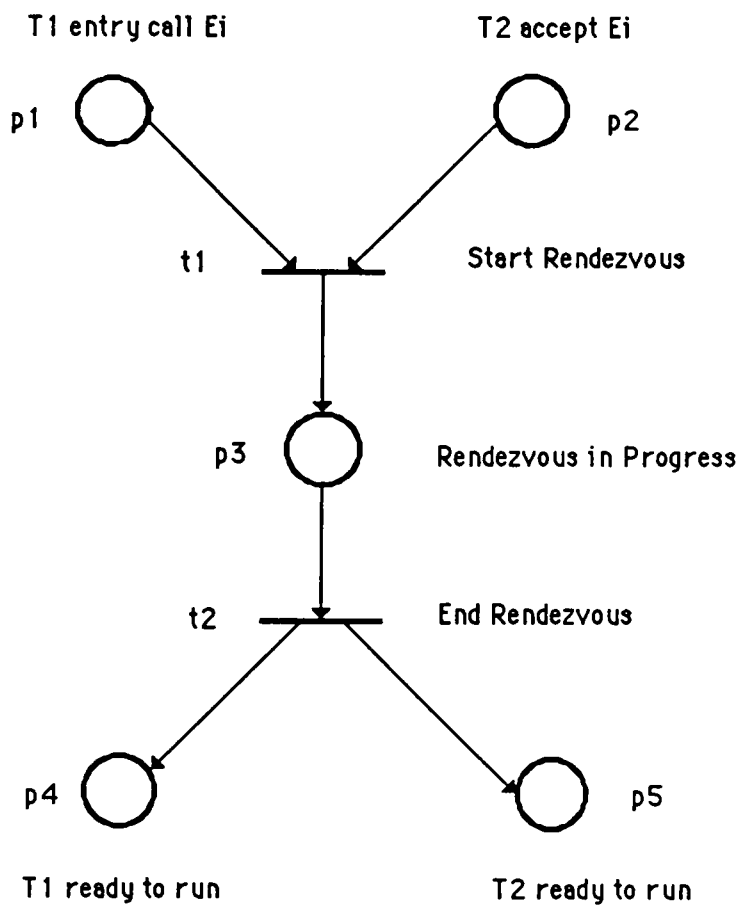 T1 entry call Ei
T2 accept Ei
p1
p2
t1
Start Rendezvous
p3
Rendezvous in Progress
t2
End Rendezvous
p4
p5
T1 ready to run
T2 ready to run